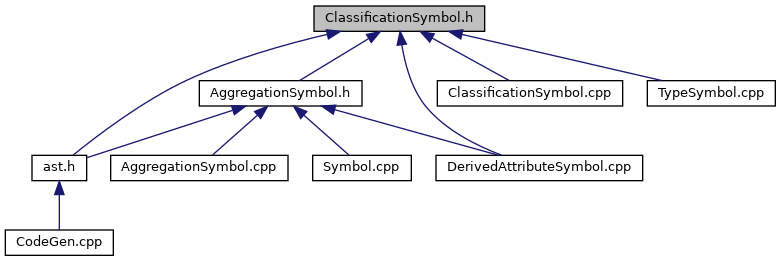 ClassificationSymbol.h
AggregationSymbol.h
ClassificationSymbol.cpp
TypeSymbol.cpp
ast.h
AggregationSymbol.cpp
Symbol.cpp
DerivedAttributeSymbol.cpp
CodeGen.cpp